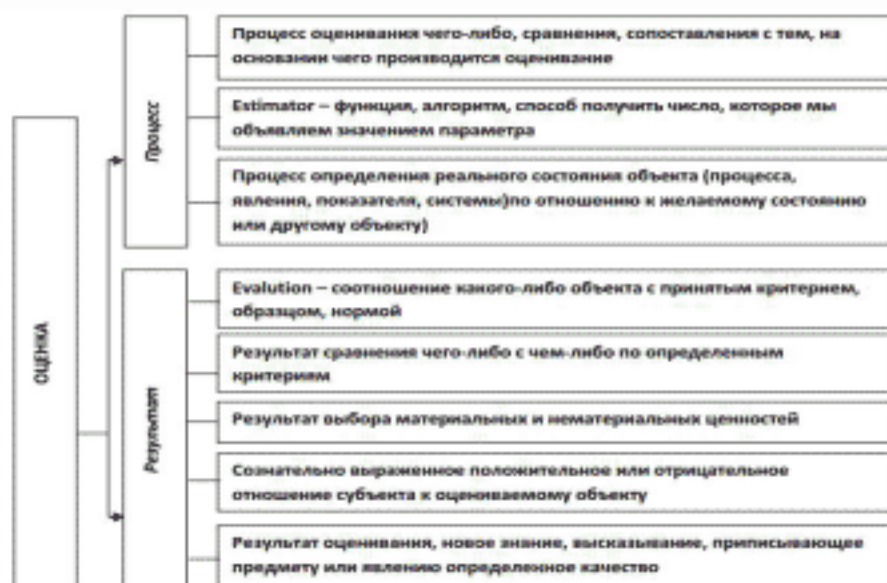 ОЦЕНКА
Процесс
Процесс оценивания чего-либо, сравнения, сопоставления с тем, на
основании чего производится оценивание
Estimator – функция, алгоритм, способ получить число, которое мы
объявляем значением параметра
Процесс определения реального состояния объекта (процесса,
явления, показателя, системы)по отношению к желаемому состоянию
или другому объекту)
Результат
Evalution – соотношение какого-либо объекта с принятым критерием,
образцом, нормой
Результат сравнения чего-либо с чем-либо по определенным
критериям
Результат выбора материальных и нематериальных ценностей
Сознательно выраженное положительное или отрицательное
отношение субъекта к оцениваемому объекту
Результат оценивания, новое знание, высказывание, приписывающее
предмету или явлению определенное качество